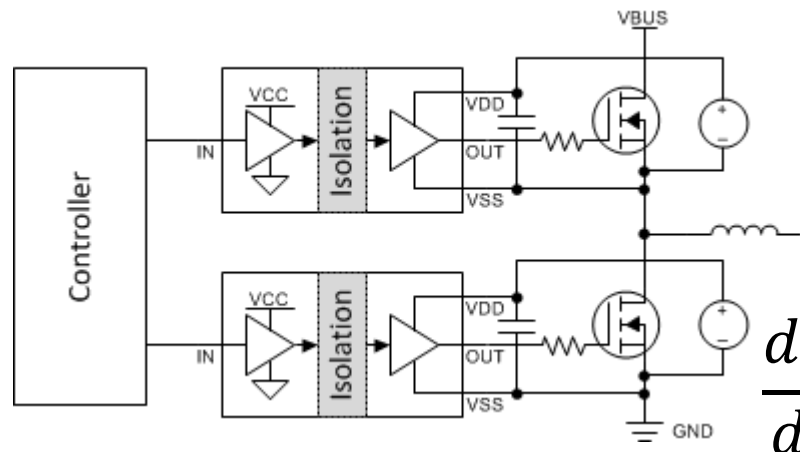 VBUS
VCC
VDD
IN
Isolation
OUT
VSS
Controller
VCC
VDD
IN
Isolation
OUT
VSS
GND
d
d